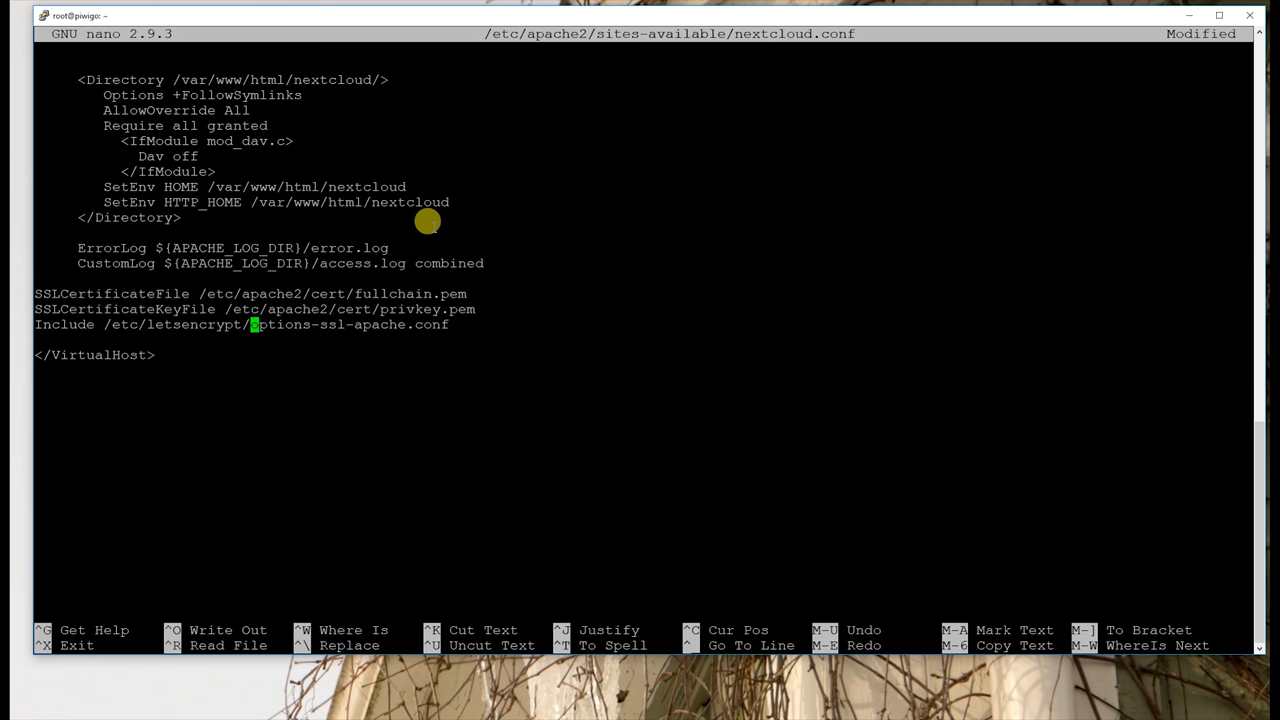 root@piwigo: ~
GNU nano 2.9.3 /etc/apache2/sites-available/nextcloud.conf Modified
<Directory /var/www/html/nextcloud/>
Options +FollowSymlinks
AllowOverride All
Require all granted
<IfModule mod_dav.c>
Dav off
</IfModule>
SetEnv HOME /var/www/html/nextcloud
SetEnv HTTP_HOME /var/www/html/nextcloud
</Directory>
ErrorLog ${APACHE_LOG_DIR}/error.log
CustomLog ${APACHE_LOG_DIR}/access.log combined
SSLCertificateFile /etc/apache2/cert/fullchain.pem
SSLCertificateKeyFile /etc/apache2/cert/privkey.pem
Include /etc/letsencrypt/options-ssl-apache.conf
</VirtualHost>
^G Get Help ^O Write Out ^W Where Is ^K Cut Text ^J Justify ^C Cur Pos M-U Undo M-A Mark Text M-] To Bracket
^X Exit ^R Read File ^\ Replace ^U Uncut Text ^T To Spell ^_ Go To Line M-E Redo M-6 Copy Text M-W WhereIs Next